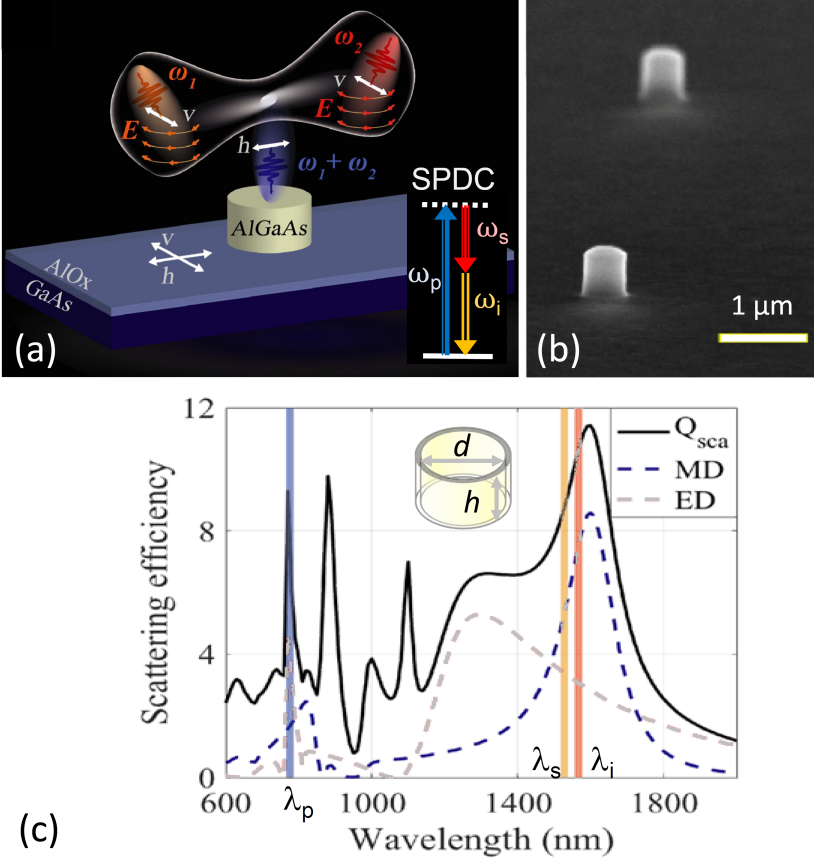 ω₂
ω₁
v
v
E
E
h
ω₁+ ω₂
SPDC
AlGaAs
ωₛ
v
h
ωₚ
AlOx
GaAs
ωᵢ
(a)
1 μm
(b)
12
8
4
0
Scattering efficiency
d
h
Qsca
MD
ED
λₛ
λᵢ
600
λₚ
1000
1400
1800
Wavelength (nm)
(c)